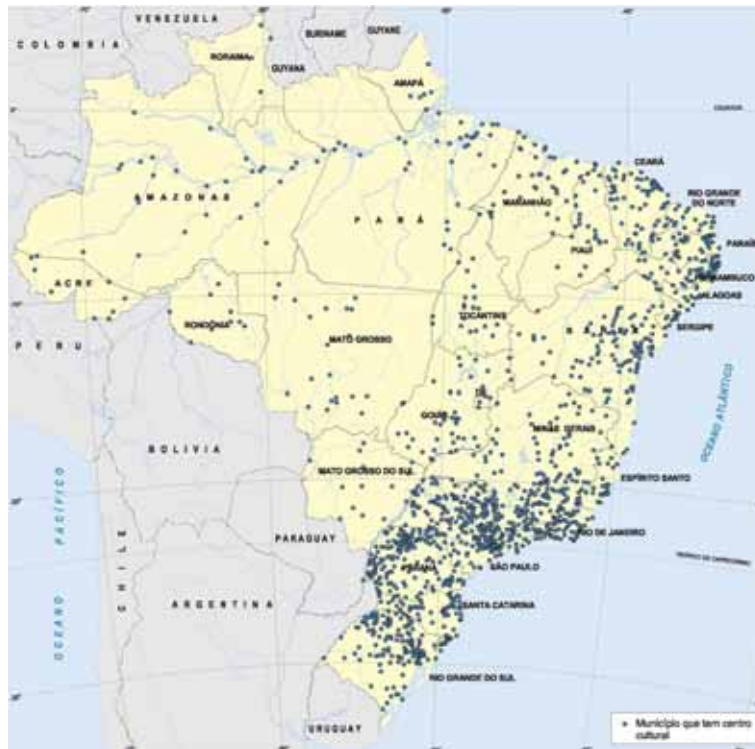 VENEZUELA
SURINAME
GUYANE
COLOMBIA
RORAIMA
GUYANA
AMAPÁ
EQUADOR
CEARÁ
RIO GRANDE
DO NORTE
AMAZONAS
PARÁ
MARANHÃO
PARAÍ
PIAUÍ
ACRE
ALAGOAS
RONDÔNIA
TOCANTINS
BAHIA
SERGIPE
PERU
MATO GROSSO
OCEANO ATLÂNTICO
GOIÁS
DF
BOLIVIA
MINAS GERAIS
MATO GROSSO DO SUL
ESPÍRITO SANTO
OCEANO PACÍFICO
CHILE
PARAGUAY
RIO DE JANEIRO
PARANÁ
SÃO PAULO
ARGENTINA
SANTA CATARINA
RIO GRANDE DO SUL
URUGUAY
Município que tem centro
cultural